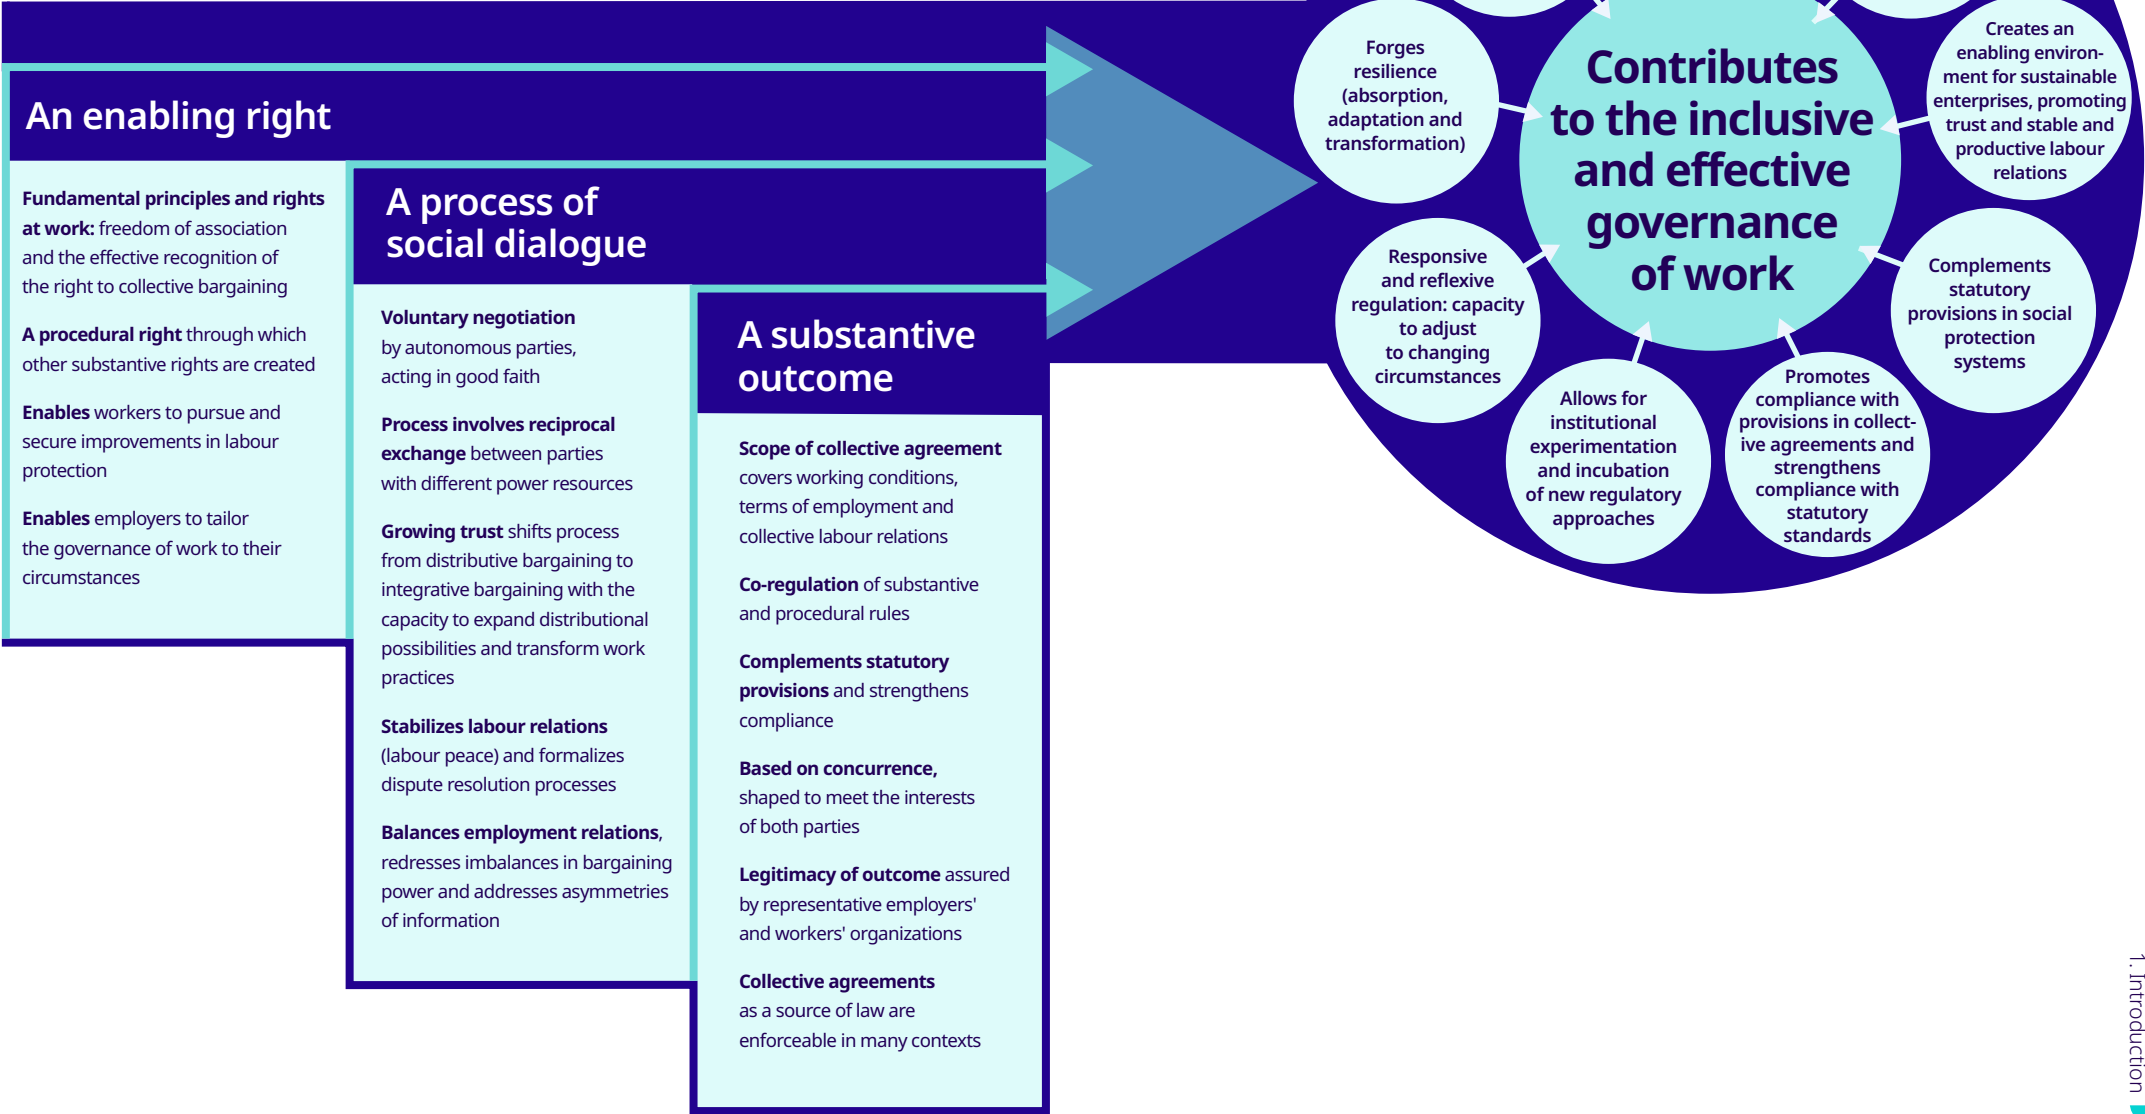 An enabling right
Fundamental principles and rights
at work: freedom of association
and the effective recognition of
the right to collective bargaining
A procedural right through which
other substantive rights are created
Enables workers to pursue and
secure improvements in labour
protection
Enables employers to tailor
the governance of work to their
circumstances
A process of
social dialogue
Voluntary negotiation
by autonomous parties,
acting in good faith
Process involves reciprocal
exchange between parties
with different power resources
Growing trust shifts process
from distributive bargaining to
integrative bargaining with the
capacity to expand distributional
possibilities and transform work
practices
Stabilizes labour relations
(labour peace) and formalizes
dispute resolution processes
Balances employment relations,
redresses imbalances in bargaining
power and addresses asymmetries
of information
A substantive
outcome
Scope of collective agreement
covers working conditions,
terms of employment and
collective labour relations
Co-regulation of substantive
and procedural rules
Complements statutory
provisions and strengthens
compliance
Based on concurrence,
shaped to meet the interests
of both parties
Legitimacy of outcome assured
by representative employers'
and workers' organizations
Collective agreements
as a source of law are
enforceable in many contexts
Contributes
to the inclusive
and effective
governance
of work
Forges
resilience
(absorption,
adaptation and
transformation)
Responsive
and reflexive
regulation: capacity
to adjust
to changing
circumstances
Allows for
institutional
experimentation
and incubation
of new regulatory
approaches
Promotes
compliance with
provisions in collect-
ive agreements and
strengthens
compliance with
statutory
standards
Complements
statutory
provisions in social
protection
systems
Creates an
enabling environ-
ment for sustainable
enterprises, promoting
trust and stable and
productive labour
relations
1. Introduction